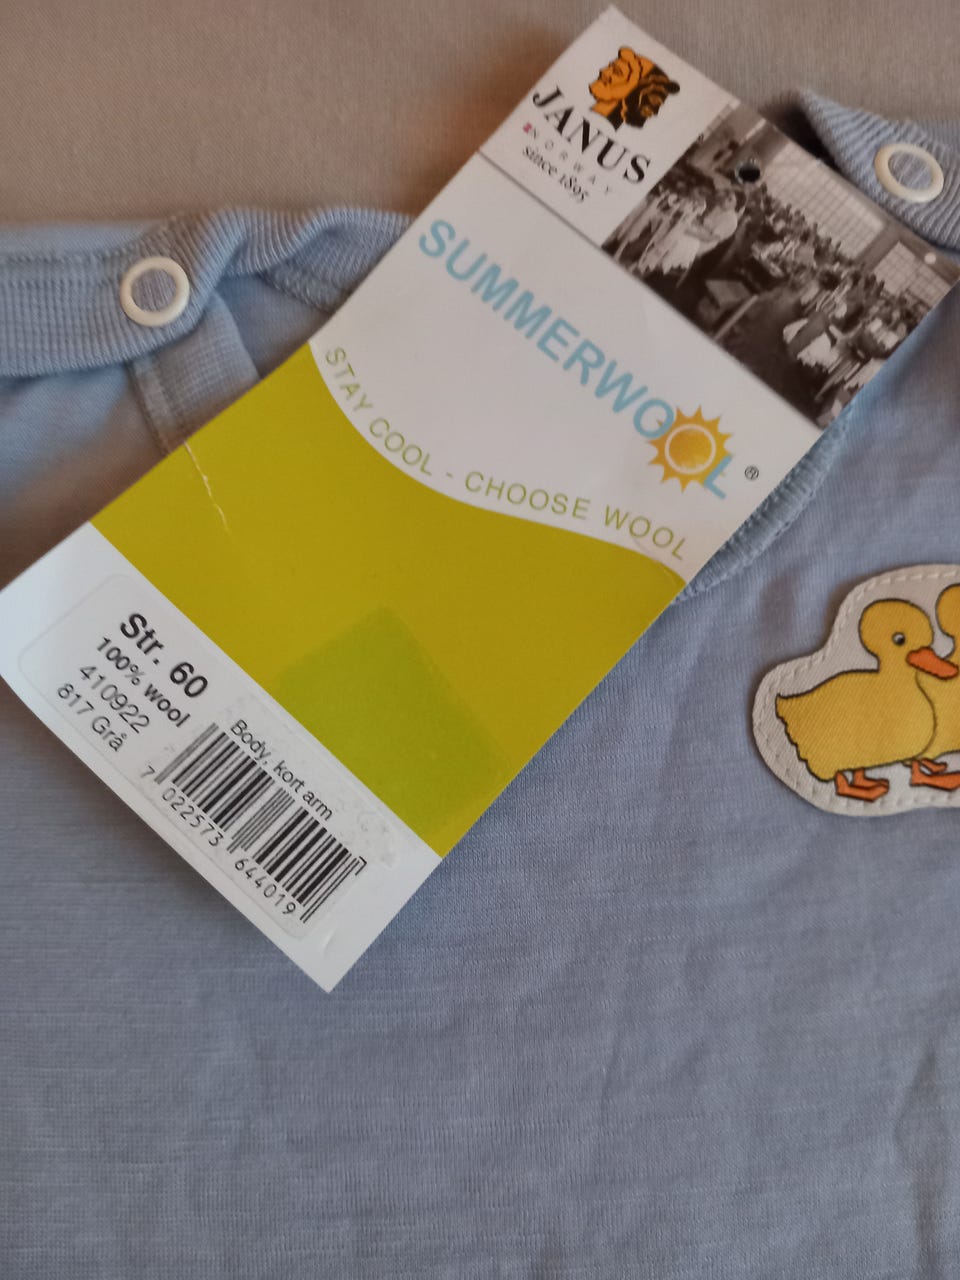 JANUS
NORWAY
since 1895
SUMMERWOOL®
STAY COOL - CHOOSE WOOL
Str. 60
100% wool
410922
817 Grå
Body, kort arm
7 022573 644019